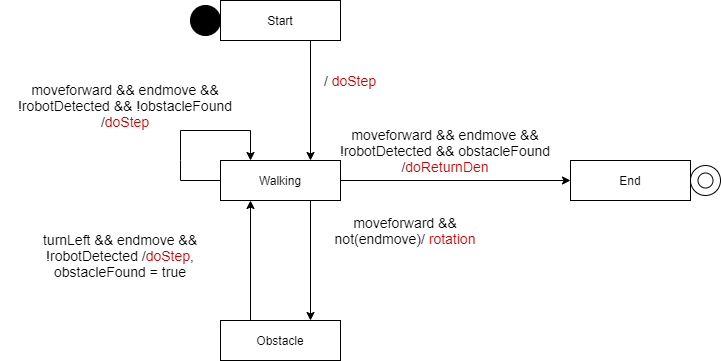 Start
/ doStep
moveforward && endmove &&
!robotDetected && !obstacleFound
/doStep
moveforward && endmove &&
!robotDetected && obstacleFound
/doReturnDen
Walking
End
moveforward &&
not(endmove)/ rotation
turnLeft && endmove &&
!robotDetected /doStep,
obstacleFound = true
Obstacle